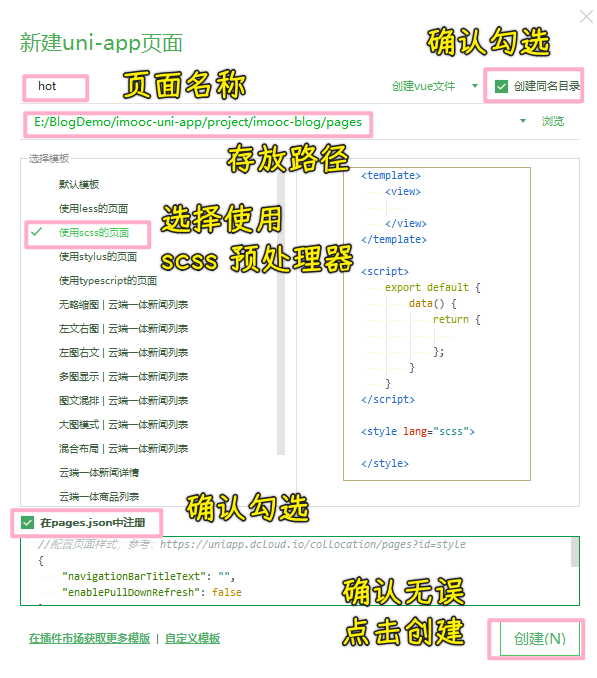 新建uni-app页面
确认勾选
hot
页面名称
创建vue文件
创建同名目录
E:/BlogDemo/imooc-uni-app/project/imooc-blog/pages
浏览
存放路径
选择模板
默认模板
使用less的页面
使用scss的页面
使用stylus的页面
使用typescript的页面
无略缩图 | 云端一体新闻列表
左文右图 | 云端一体新闻列表
左图右文 | 云端一体新闻列表
多图显示 | 云端一体新闻列表
图文混排 | 云端一体新闻列表
大图模式 | 云端一体新闻列表
混合布局 | 云端一体新闻列表
云端一体新闻详情
云端一体商品列表
选择使用
scss 预处理器
<template>
<view>
</view>
</template>
<script>
export default {
data() {
return {
};
}
}
</script>
<style lang="scss">
</style>
确认勾选
在pages.json中注册
//配置页面样式，参考：https://uniapp.dcloud.io/collocation/pages?id=style
{
"navigationBarTitleText": "",
"enablePullDownRefresh": false
确认无误
点击创建
在插件市场获取更多模版 | 自定义模板
创建(N)